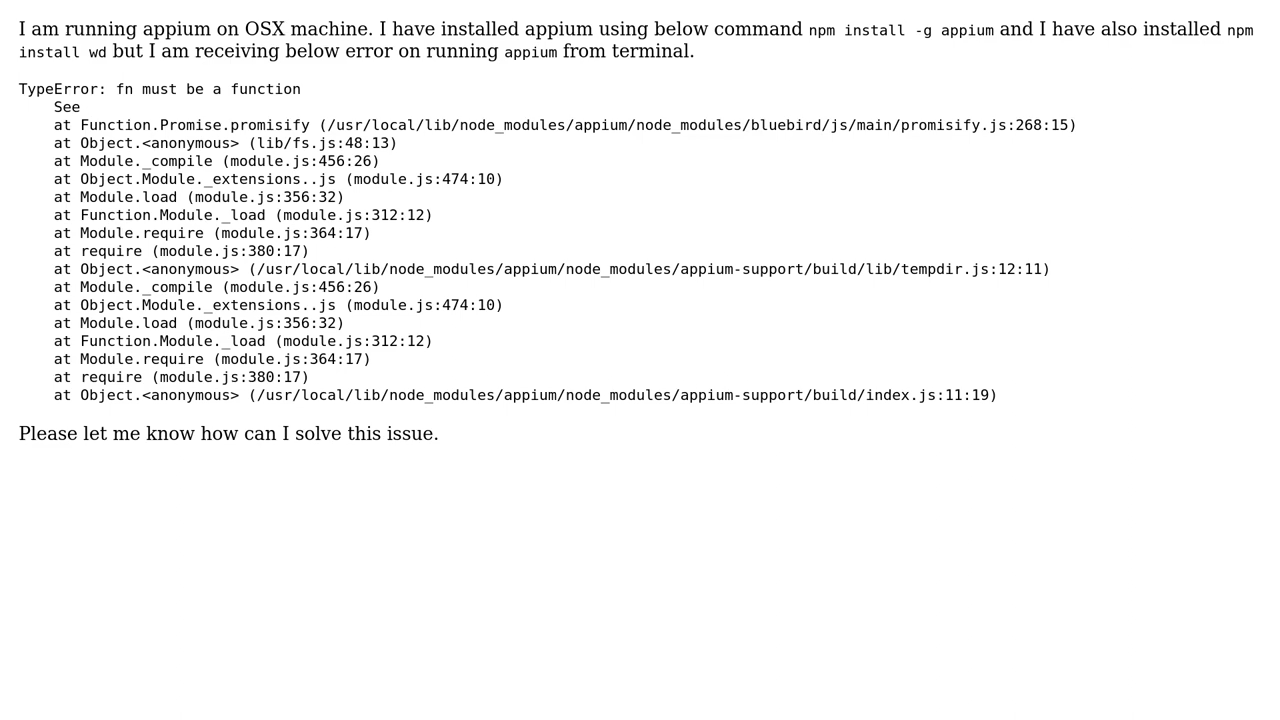 I am running appium on OSX machine. I have installed appium using below command npm install -g appium and I have also installed npm
install wd but I am receiving below error on running appium from terminal.
TypeError: fn must be a function
    See
    at Function.Promise.promisify (/usr/local/lib/node_modules/appium/node_modules/bluebird/js/main/promisify.js:268:15)
    at Object.<anonymous> (lib/fs.js:48:13)
    at Module._compile (module.js:456:26)
    at Object.Module._extensions..js (module.js:474:10)
    at Module.load (module.js:356:32)
    at Function.Module._load (module.js:312:12)
    at Module.require (module.js:364:17)
    at require (module.js:380:17)
    at Object.<anonymous> (/usr/local/lib/node_modules/appium/node_modules/appium-support/build/lib/tempdir.js:12:11)
    at Module._compile (module.js:456:26)
    at Object.Module._extensions..js (module.js:474:10)
    at Module.load (module.js:356:32)
    at Function.Module._load (module.js:312:12)
    at Module.require (module.js:364:17)
    at require (module.js:380:17)
    at Object.<anonymous> (/usr/local/lib/node_modules/appium/node_modules/appium-support/build/index.js:11:19)
Please let me know how can I solve this issue.